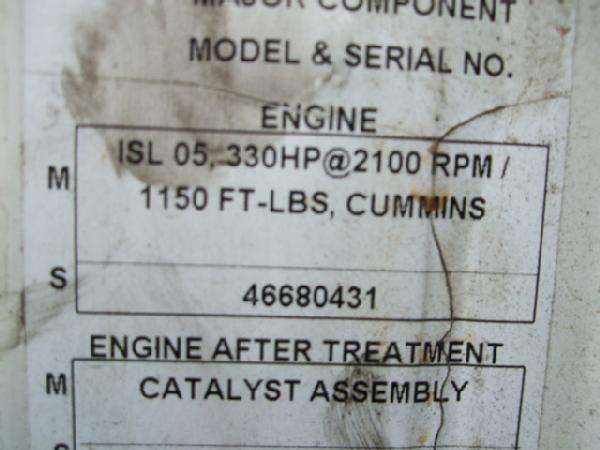 MAJOR COMPONENT
MODEL & SERIAL NO.
ENGINE
M
ISL 05, 330HP@2100 RPM /
1150 FT-LBS, CUMMINS
S
46680431
ENGINE AFTER TREATMENT
M
CATALYST ASSEMBLY
S